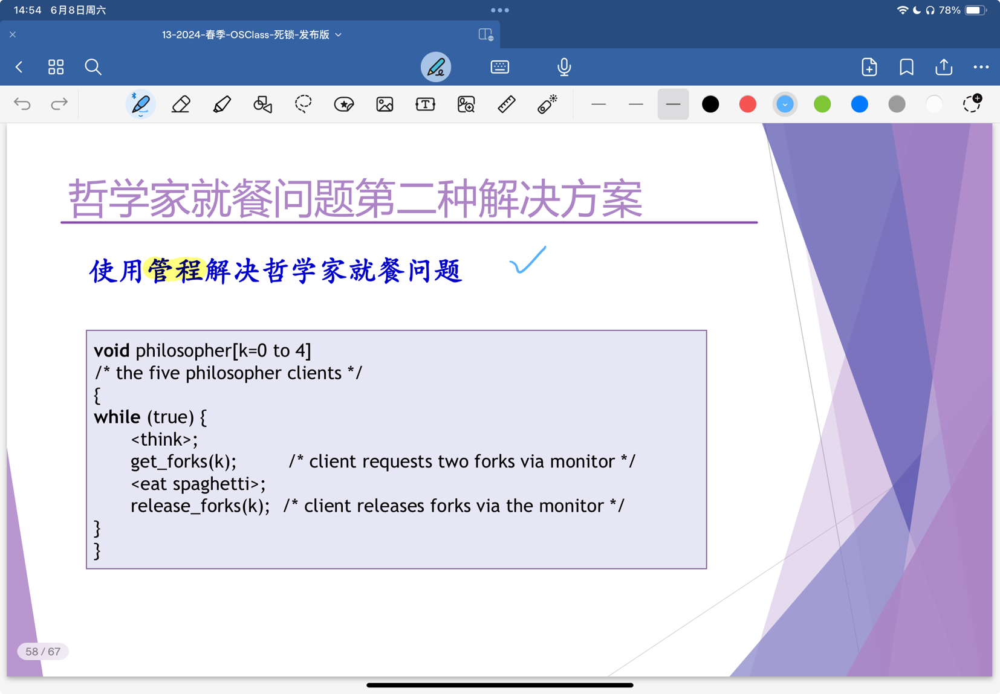 14:54 6月8日周六
78%
13-2024-春季-OSClass-死锁-发布版
哲学家就餐问题第二种解决方案
使用管程解决哲学家就餐问题
void philosopher[k=0 to 4]
/* the five philosopher clients */
{
while (true) {
<think>;
get_forks(k); /* client requests two forks via monitor */
<eat spaghetti>;
release_forks(k); /* client releases forks via the monitor */
}
}
58 / 67